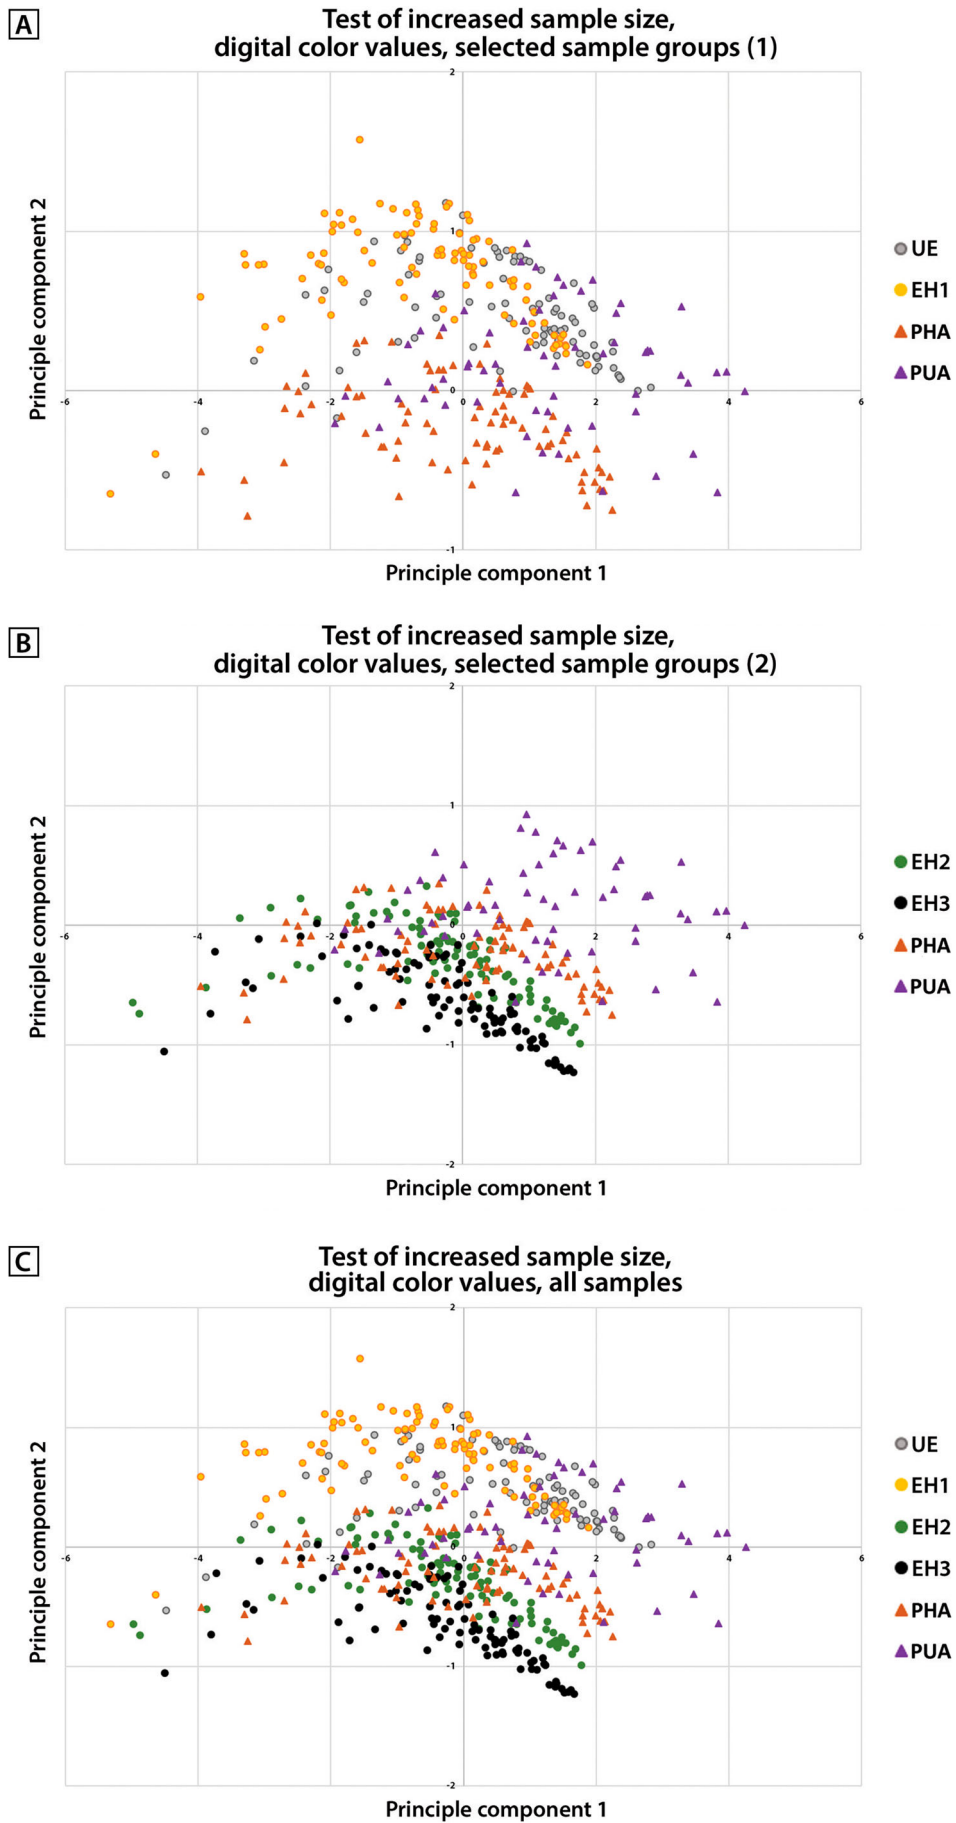 A
Test of increased sample size,
digital color values, selected sample groups (1)
2
1
0
-1
-6
-4
-2
0
2
4
6
Principle component 2
Principle component 1
UE
EH1
PHA
PUA
B
Test of increased sample size,
digital color values, selected sample groups (2)
2
1
0
-1
-2
-6
-4
-2
0
2
4
6
Principle component 2
Principle component 1
EH2
EH3
PHA
PUA
C
Test of increased sample size,
digital color values, all samples
2
1
0
-1
-2
-6
-4
-2
0
2
4
6
Principle component 2
Principle component 1
UE
EH1
EH2
EH3
PHA
PUA